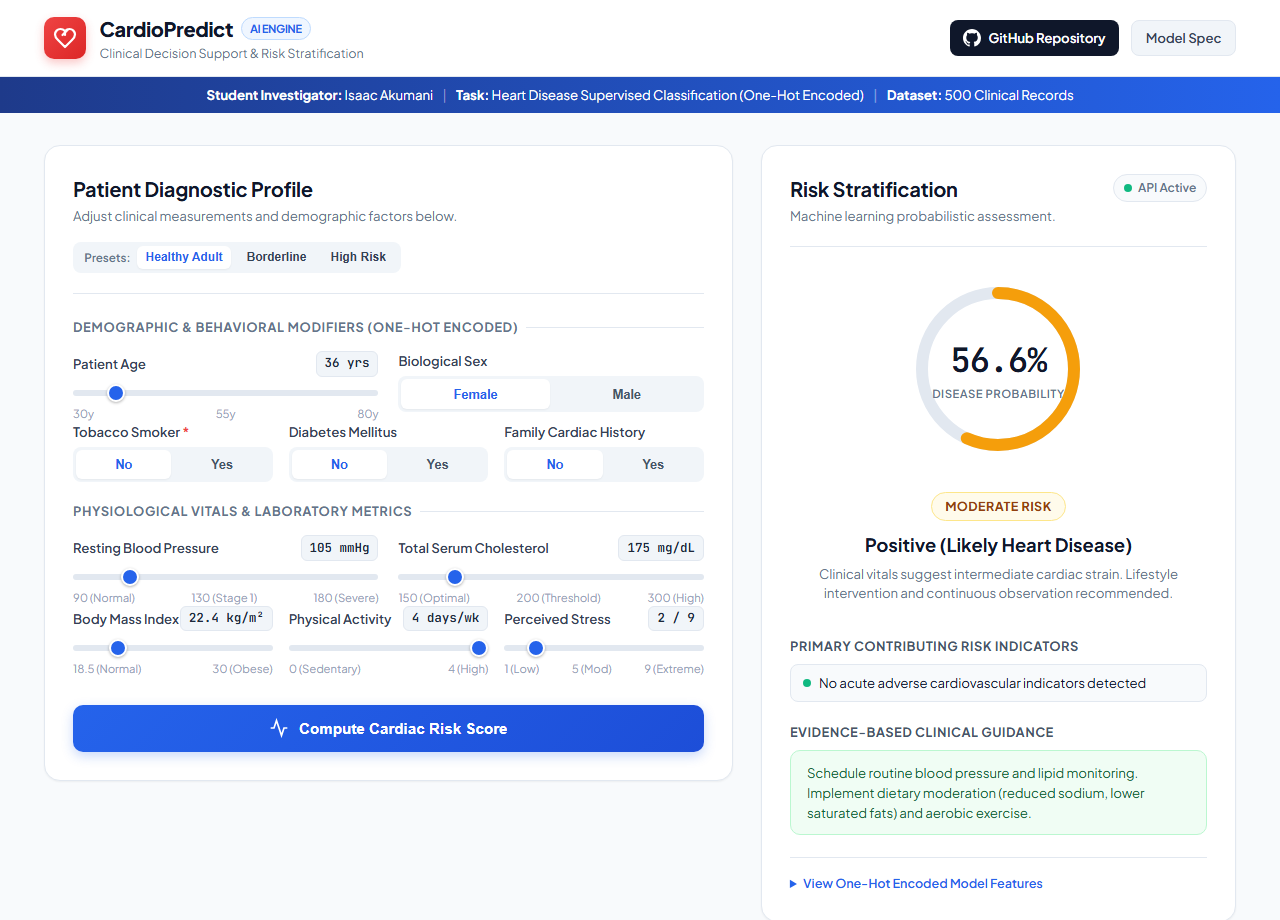 CardioPredict AI ENGINE
Clinical Decision Support & Risk Stratification
GitHub Repository
Model Spec
Student Investigator: Isaac Akumani | Task: Heart Disease Supervised Classification (One-Hot Encoded) | Dataset: 500 Clinical Records
Patient Diagnostic Profile
Adjust clinical measurements and demographic factors below.
Presets: Healthy Adult Borderline High Risk
DEMOGRAPHIC & BEHAVIORAL MODIFIERS (ONE-HOT ENCODED)
Patient Age 36 yrs
30y 55y 80y
Biological Sex
Female Male
Tobacco Smoker *
No Yes
Diabetes Mellitus
No Yes
Family Cardiac History
No Yes
PHYSIOLOGICAL VITALS & LABORATORY METRICS
Resting Blood Pressure 105 mmHg
90 (Normal) 130 (Stage 1) 180 (Severe)
Total Serum Cholesterol 175 mg/dL
150 (Optimal) 200 (Threshold) 300 (High)
Body Mass Index 22.4 kg/m²
18.5 (Normal) 30 (Obese)
Physical Activity 4 days/wk
0 (Sedentary) 4 (High)
Perceived Stress 2 / 9
1 (Low) 5 (Mod) 9 (Extreme)
Compute Cardiac Risk Score
Risk Stratification
API Active
Machine learning probabilistic assessment.
56.6%
DISEASE PROBABILITY
MODERATE RISK
Positive (Likely Heart Disease)
Clinical vitals suggest intermediate cardiac strain. Lifestyle
intervention and continuous observation recommended.
PRIMARY CONTRIBUTING RISK INDICATORS
No acute adverse cardiovascular indicators detected
EVIDENCE-BASED CLINICAL GUIDANCE
Schedule routine blood pressure and lipid monitoring.
Implement dietary moderation (reduced sodium, lower
saturated fats) and aerobic exercise.
View One-Hot Encoded Model Features